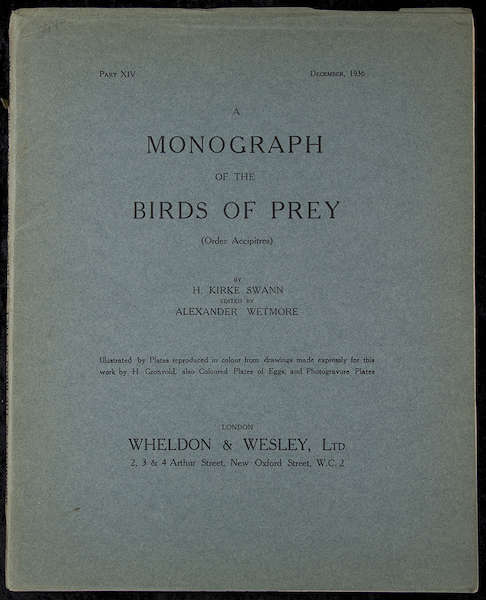 PART XIV DECEMBER, 1936
A
MONOGRAPH
OF THE
BIRDS OF PREY
(Order Accipitres)
BY
H. KIRKE SWANN
EDITED BY
ALEXANDER WETMORE
Illustrated by Plates reproduced in colour from drawings made expressly for this
work by H. Gronvold, also Coloured Plates of Eggs, and Photogravure Plates
LONDON
WHELDON & WESLEY, LTD.
2, 3 & 4 Arthur Street, New Oxford Street, W.C. 2